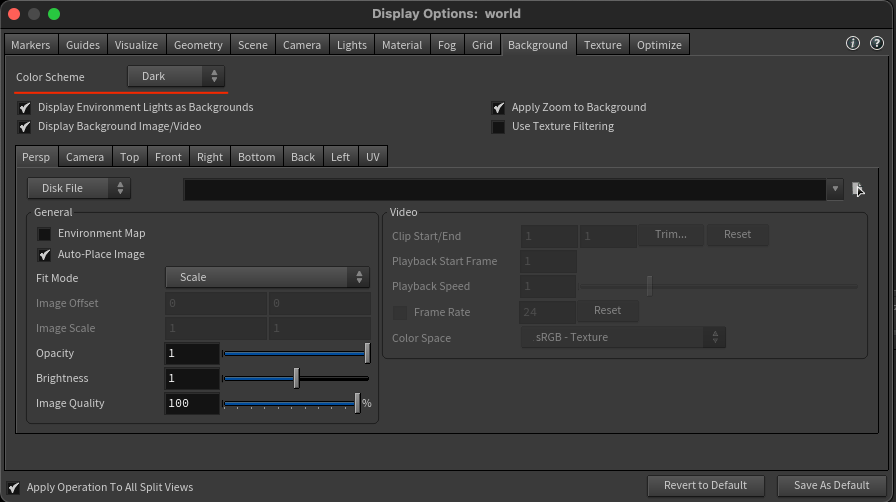 Display Options: world
Markers Guides Visualize Geometry Scene Camera Lights Material Fog Grid Background Texture Optimize
Color Scheme Dark
Display Environment Lights as Backgrounds Apply Zoom to Background
Display Background Image/Video Use Texture Filtering
Persp Camera Top Front Right Bottom Back Left UV
Disk File
General
Environment Map
Auto-Place Image
Fit Mode Scale
Image Offset 0 0
Image Scale 1 1
Opacity 1
Brightness 1
Image Quality 100 %
Video
Clip Start/End 1 1 Trim... Reset
Playback Start Frame 1
Playback Speed 1
Frame Rate 24 Reset
Color Space sRGB - Texture
Apply Operation To All Split Views Revert to Default Save As Default